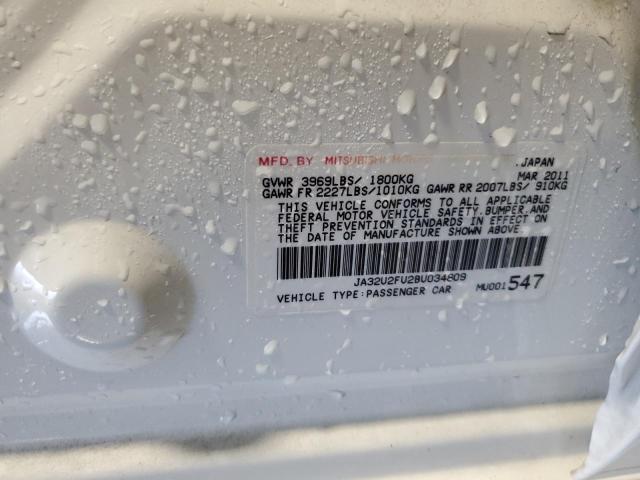 MFD. BY MITSUBISHI MOTORS . JAPAN
GVWR 3969LBS/ 1800KG MAR 2011
GAWR FR 2227LBS/1010KG GAWR RR 2007LBS/ 910KG
THIS VEHICLE CONFORMS TO ALL APPLICABLE
FEDERAL MOTOR VEHICLE SAFETY, BUMPER, AND
THEFT PREVENTION STANDARDS IN EFFECT ON
THE DATE OF MANUFACTURE SHOWN ABOVE.
JA32U2FU2BU034809
VEHICLE TYPE:PASSENGER CAR MU001547